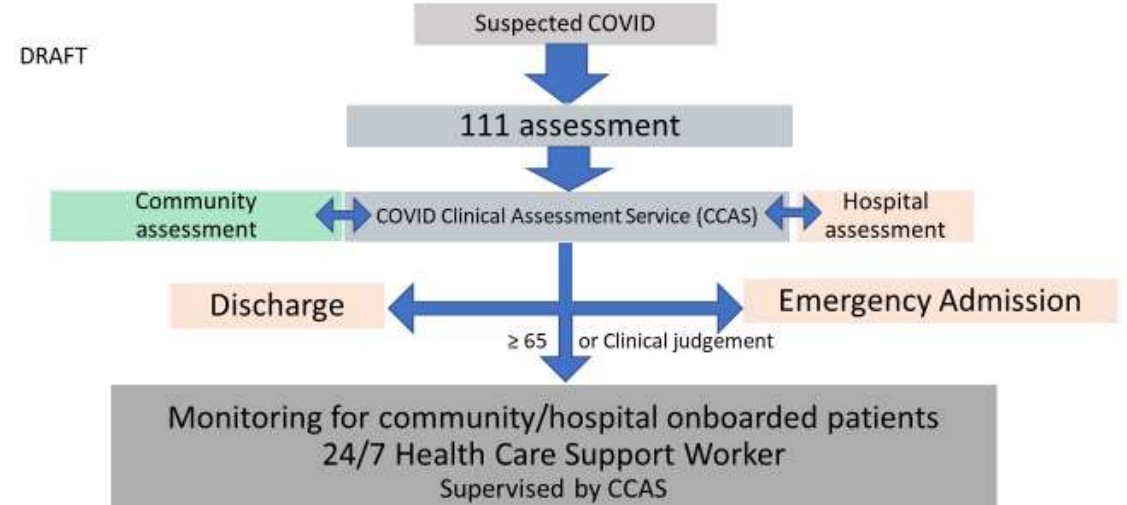 Suspected COVID
DRAFT
111 assessment
Community
assessment
COVID Clinical Assessment Service (CCAS)
Hospital
assessment
Discharge
Emergency Admission
≥ 65 or Clinical judgement
Monitoring for community/hospital onboarded patients
24/7 Health Care Support Worker
Supervised by CCAS